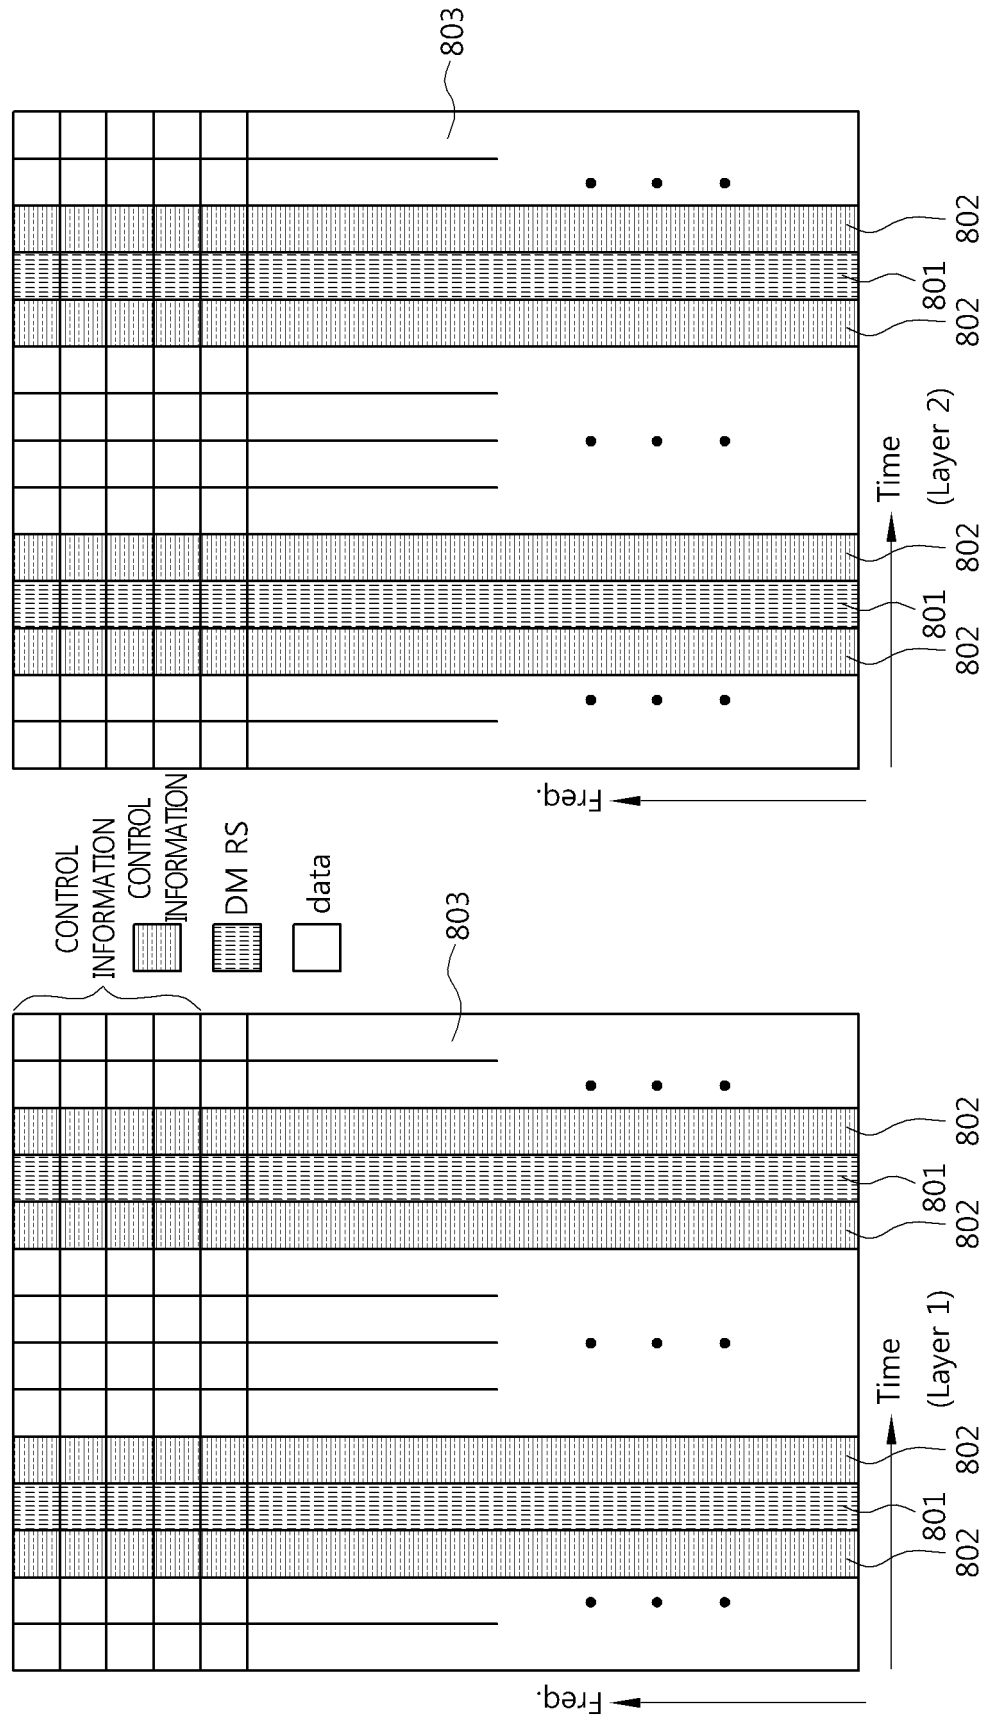 803
802
801
802
802
801
802
Time
(Layer 2)
Freq.
CONTROL
INFORMATION
CONTROL
INFORMATION
DM RS
data
803
802
801
802
802
801
802
Time
(Layer 1)
Freq.